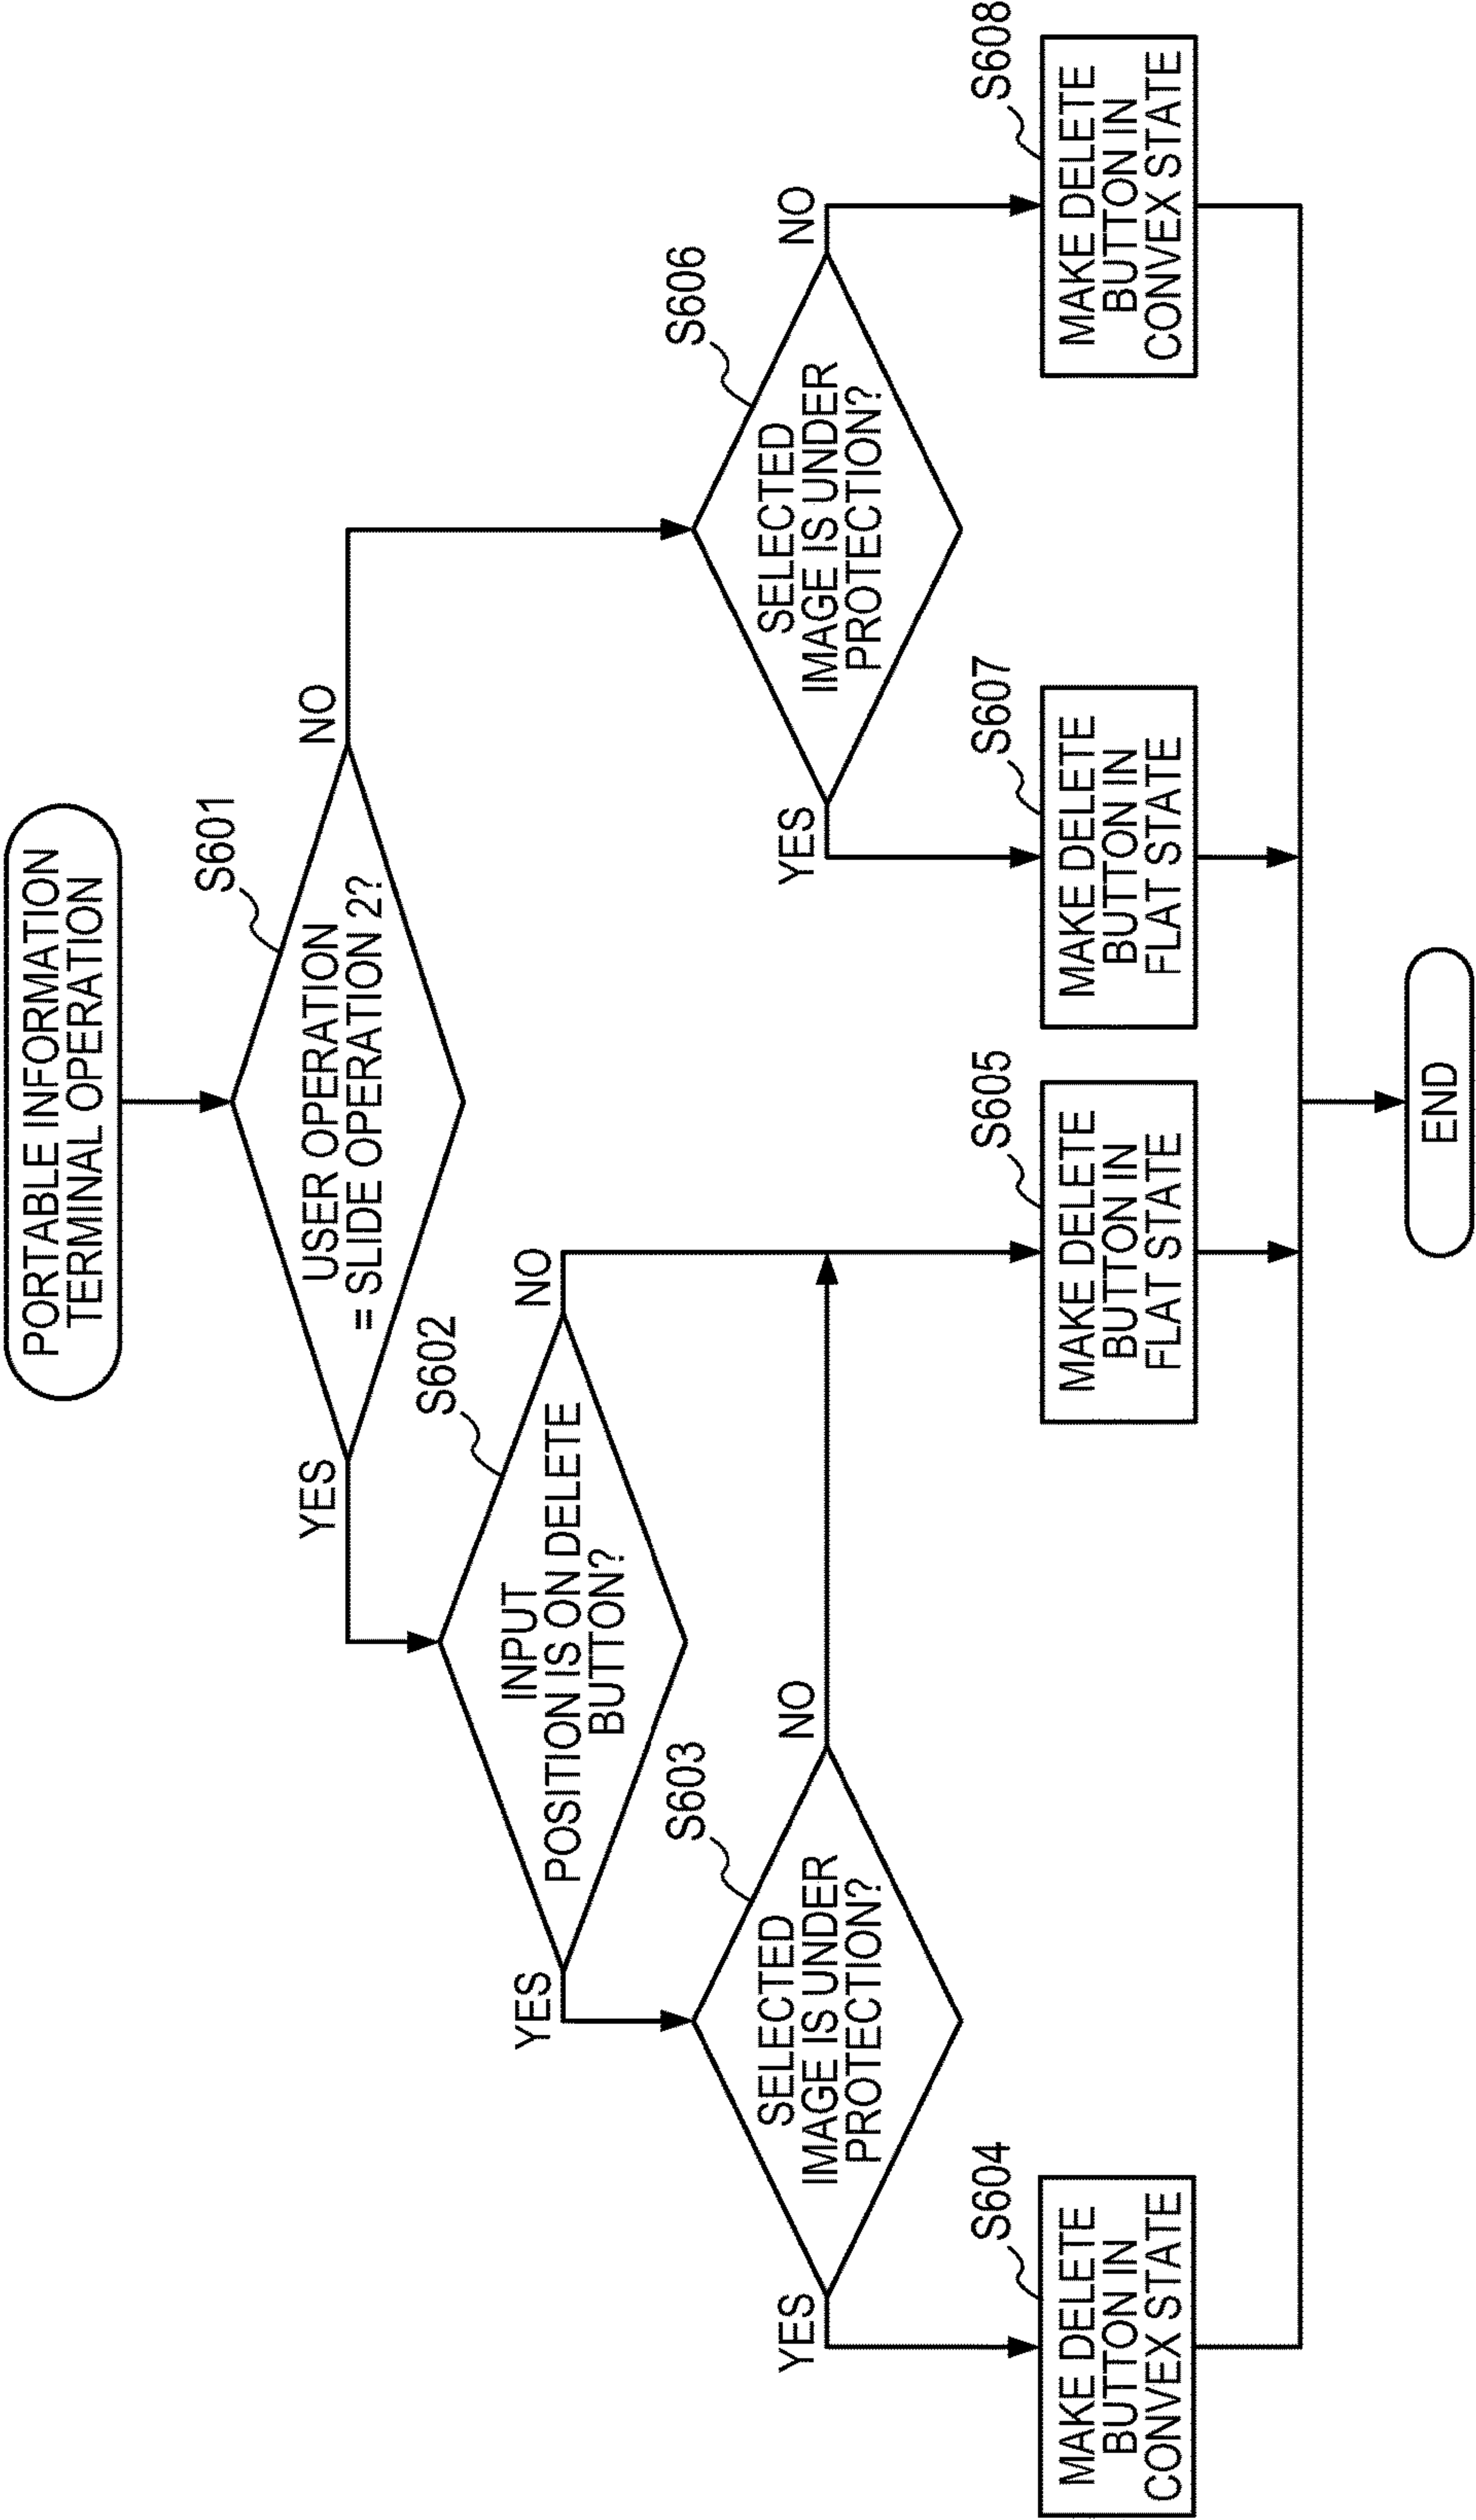 PORTABLE INFORMATION
TERMINAL OPERATION
S601
USER OPERATION
= SLIDE OPERATION 2?
YES
NO
S602
INPUT
POSITION IS ON DELETE
BUTTON?
YES
NO
S603
SELECTED
IMAGE IS UNDER
PROTECTION?
YES
NO
S606
SELECTED
IMAGE IS UNDER
PROTECTION?
YES
NO
S604
MAKE DELETE
BUTTON IN
CONVEX STATE
S605
MAKE DELETE
BUTTON IN
FLAT STATE
S607
MAKE DELETE
BUTTON IN
FLAT STATE
S608
MAKE DELETE
BUTTON IN
CONVEX STATE
END